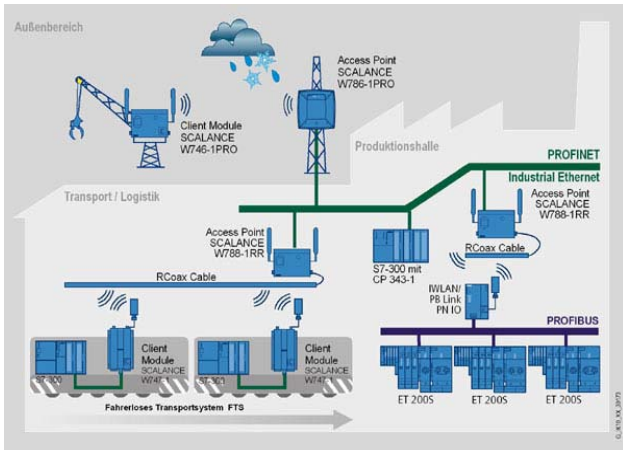 Außenbereich
Access Point
SCALANCE
W786-1PRO
Client Module
SCALANCE
W746-1PRO
Produktionshalle
PROFINET
Industrial Ethernet
Transport / Logistik
Access Point
SCALANCE
W788-1RR
Access Point
SCALANCE
W788-1RR
RCoax Cable
S7-300 mit
CP 343-1
RCoax Cable
IWLAN/
PB Link
PN IO
PROFIBUS
Client
Module
SCALANCE
W747-1
S7-300
Client
Module
SCALANCE
W747-1
S7-300
ET 200S
ET 200S
ET 200S
Fahrerloses Transportsystem FTS